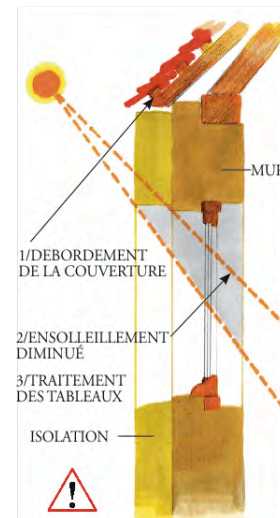 MUR
1/DEBORDEMENT
DE LA COUVERTURE
2/ENSOLLEILLEMENT
DIMINUÉ
3/TRAITEMENT
DES TABLEAUX
ISOLATION
!